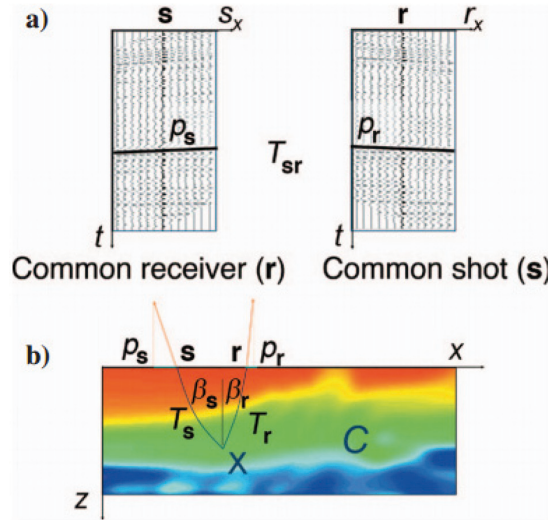 a)
s
s_x
r
r_x
p_s
p_r
T_sr
t
t
Common receiver (r)
Common shot (s)
b)
p_s
s
r
p_r
x
β_s
β_r
T_s
T_r
X
C
z